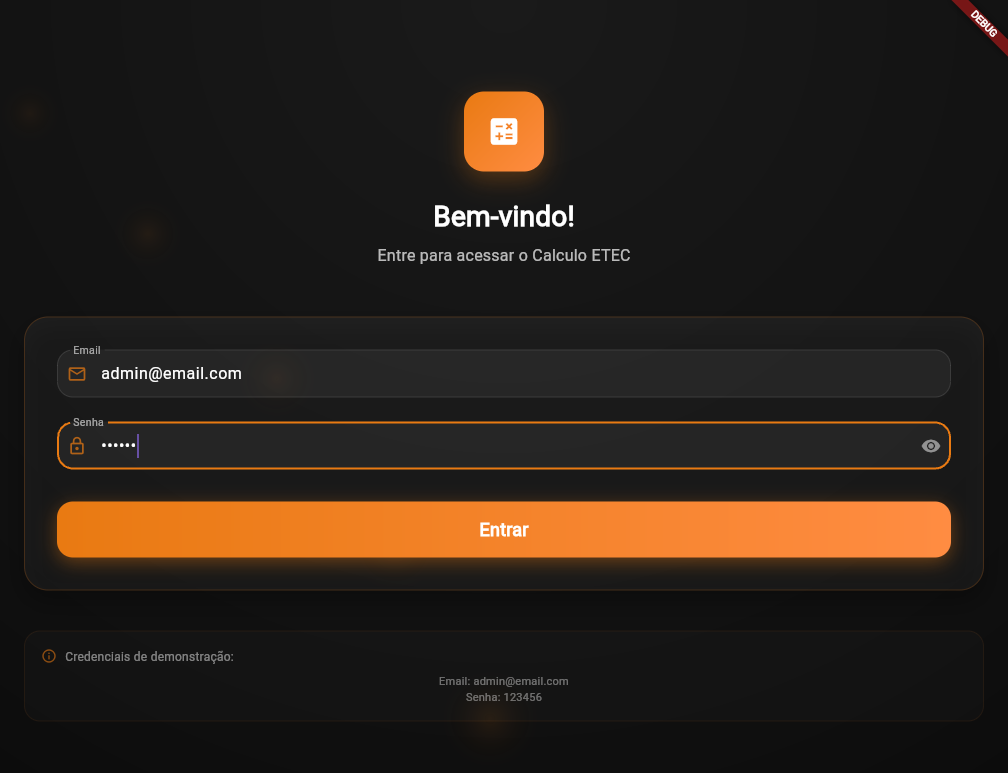 DEBUG
Bem-vindo!
Entre para acessar o Calculo ETEC
Email
admin@email.com
Senha
••••••
Entrar
Credenciais de demonstração:
Email: admin@email.com
Senha: 123456